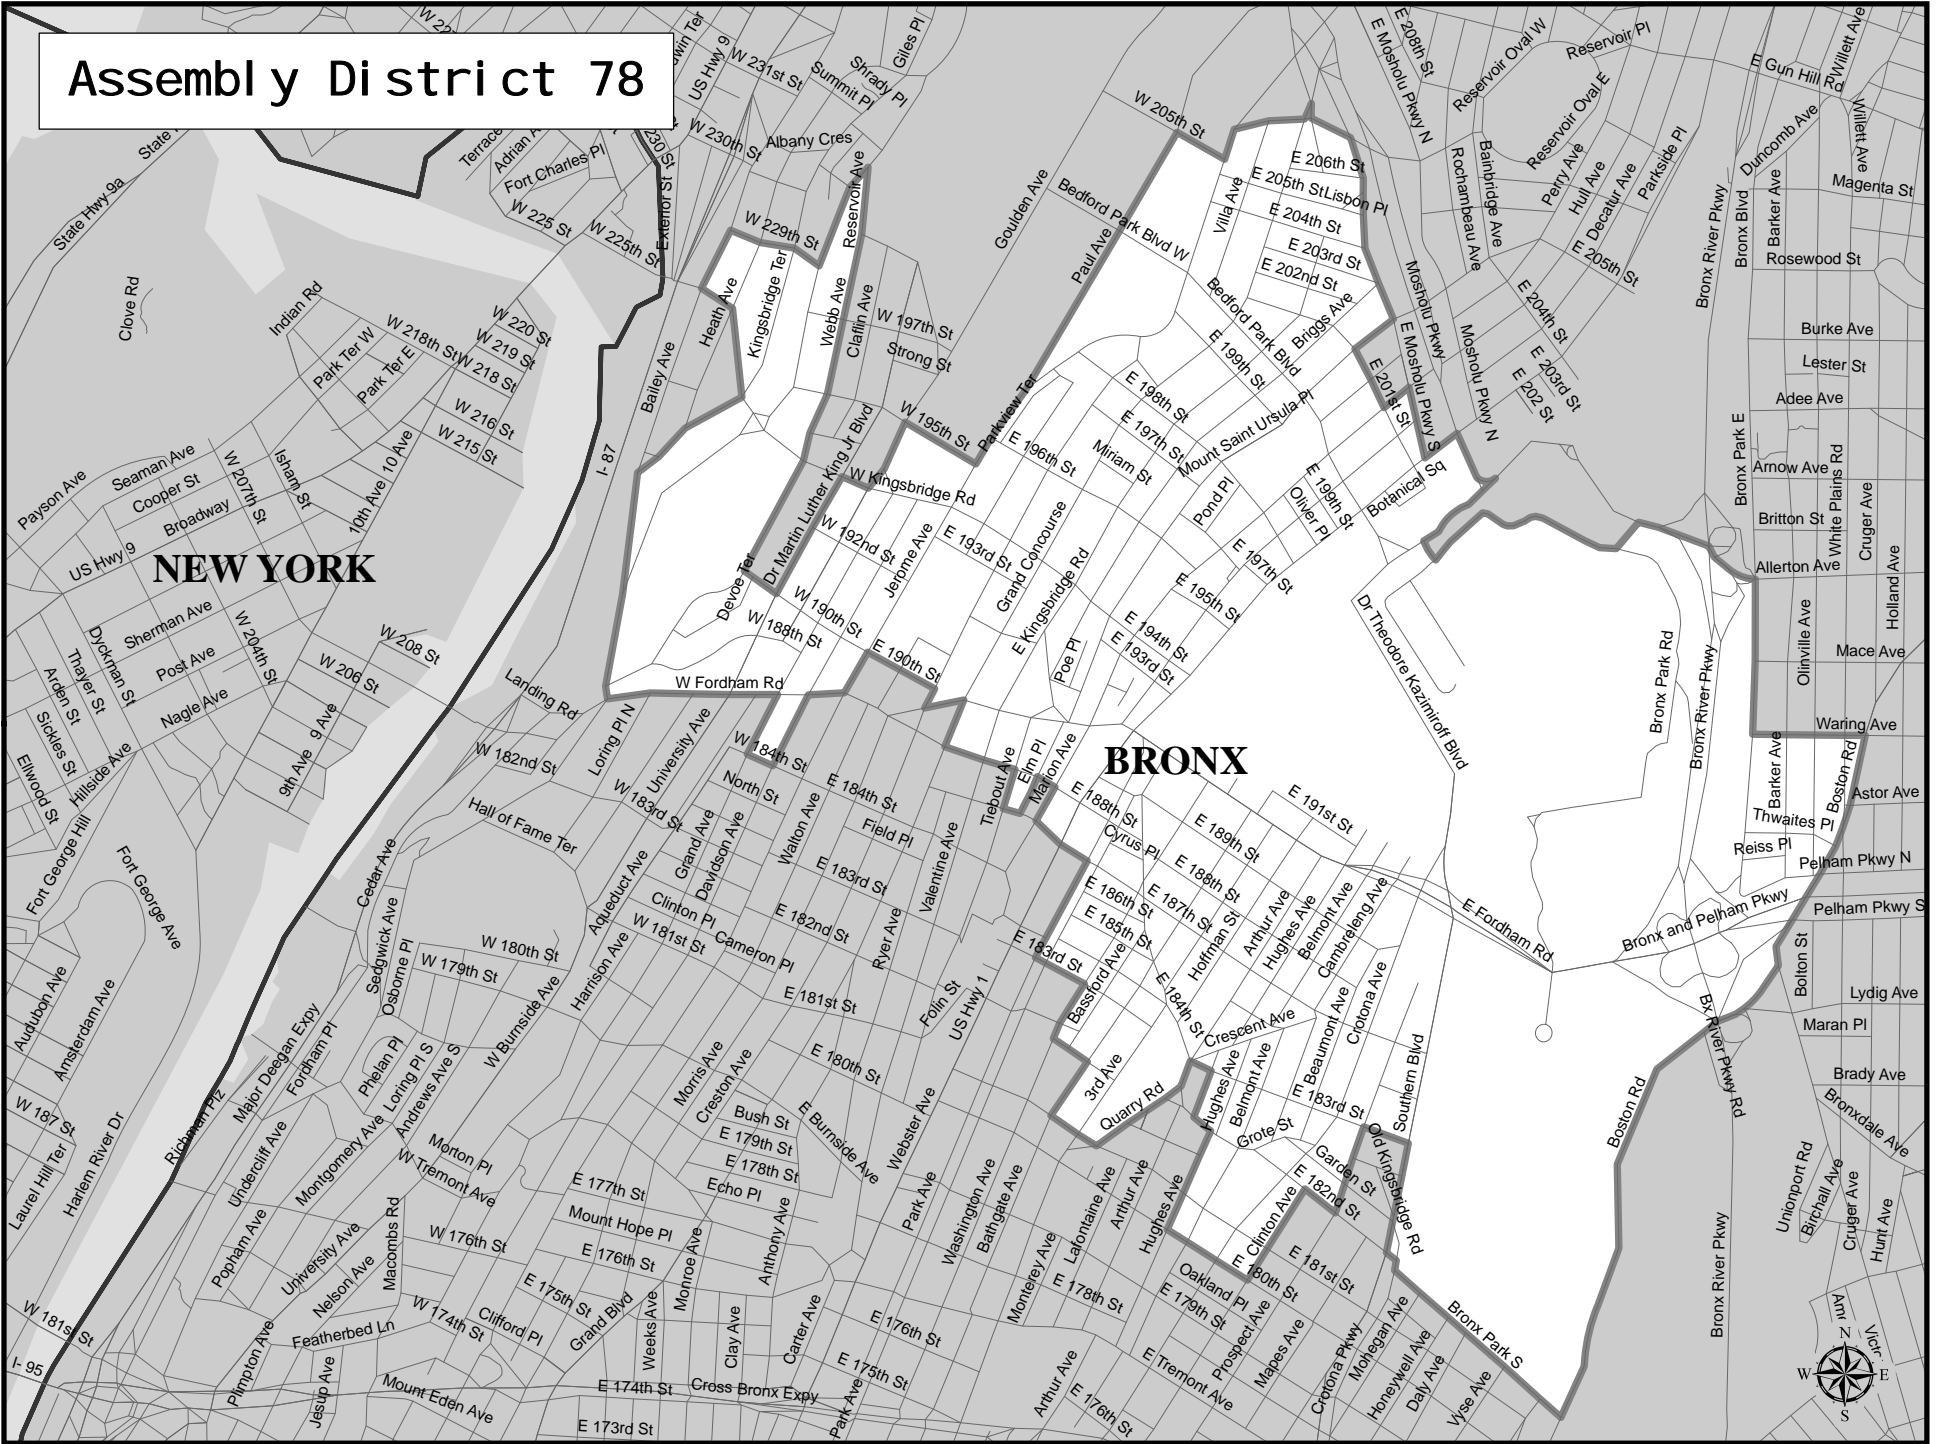 Assembly District 78
W 231st St
Summit Pl
Shrady Pl
Giles Pl
US Hwy 9
W 230th St
Albany Cres
Adrian A
Terrace
Fort Charles Pl
W 225 St
W 225th St
Exterior St
230 St
State Hwy 9a
Clove Rd
Indian Rd
Park Ter W
Park Ter E
W 218th St
W 220 St
W 219 St
W 218 St
W 216 St
W 215 St
Payson Ave
Seaman Ave
Cooper St
Broadway
US Hwy 9
W 207th St
Isham St
10th Ave
10 Ave
NEW YORK
Sherman Ave
Post Ave
Nagle Ave
W 204th St
W 208 St
W 206 St
9 Ave
9th Ave
Dyckman St
Thayer St
Arden St
Sickles St
Ellwood St
Hillside Ave
Fort George Hill
Fort George Ave
Audubon Ave
Amsterdam Ave
W 187 St
Laurel Hill Ter
Harlem River Dr
W 181st St
I- 95
Richman Plz
I- 87
Bailey Ave
Heath Ave
W 229th St
Kingsbridge Ter
Reservoir Ave
Webb Ave
Claflin Ave
W 197th St
Strong St
Goulden Ave
W 205th St
Bedford Park Blvd W
Paul Ave
Villa Ave
E 206th St
E 205th St
Lisbon Pl
E 204th St
E 203rd St
E 202nd St
Bedford Park Blvd
Briggs Ave
E 199th St
E 201st St
E Mosholu Pkwy S
Mosholu Pkwy
Mosholu Pkwy N
E Mosholu Pkwy N
E 208th St
Reservoir Oval W
Reservoir Pl
Reservoir Oval E
Rochambeau Ave
Bainbridge Ave
Perry Ave
Hull Ave
Decatur Ave
Parkside Pl
E 205th St
E 204th St
E 203rd St
E 202 St
E Gun Hill Rd
Willett Ave
Willett Ave
Duncomb Ave
Magenta St
Bronx River Pkwy
Bronx Blvd
Barker Ave
Rosewood St
Burke Ave
Lester St
Adee Ave
Bronx Park E
Arnow Ave
White Plains Rd
Cruger Ave
Britton St
Allerton Ave
Holland Ave
Olinville Ave
Mace Ave
Waring Ave
Barker Ave
Boston Rd
Astor Ave
Thwaites Pl
Reiss Pl
Pelham Pkwy N
Pelham Pkwy S
Bronx and Pelham Pkwy
Bolton St
Lydig Ave
Maran Pl
Brady Ave
Bronxdale Ave
Unionport Rd
Birchall Ave
Cruger Ave
Hunt Ave
Bx River Pkwy Rd
Boston Rd
Bronx River Pkwy
Bronx Park S
Bronx Park Rd
Bronx River Pkwy
W 195th St
Parkview Ter
E 196th St
E 198th St
E 197th St
Miriam St
Mount Saint Ursula Pl
Pond Pl
Oliver Pl
E 199th St
Botanical Sq
W Kingsbridge Rd
Dr Martin Luther King Jr Blvd
W 192nd St
Jerome Ave
E 193rd St
Grand Concourse
E Kingsbridge Rd
E 197th St
E 195th St
E 194th St
E 193rd St
Poe Pl
Devoe Ter
W 190th St
W 188th St
E 190th St
W Fordham Rd
Dr Theodore Kazimiroff Blvd
Landing Rd
Loring Pl N
University Ave
W 182nd St
W 183rd St
W 184th St
North St
E 184th St
Field Pl
Hall of Fame Ter
Grand Ave
Davidson Ave
Walton Ave
E 183rd St
Valentine Ave
Tiebout Ave
Elm Pl
Marion Ave
BRONX
E 188th St
Cyrus Pl
E 189th St
E 191st St
E 188th St
E 187th St
E 186th St
E 185th St
E 183rd St
Hoffman St
Arthur Ave
Hughes Ave
Belmont Ave
Cambreleng Ave
E Fordham Rd
Bassford Ave
E 184th St
Crescent Ave
Beaumont Ave
Crotona Ave
Southern Blvd
3rd Ave
Quarry Rd
Hughes Ave
Belmont Ave
E 183rd St
Grote St
Garden St
E 182nd St
Old Kingsbridge Rd
Clinton Ave
E 181st St
E 180th St
Oakland Pl
E 179th St
Prospect Ave
Mapes Ave
Crotona Pkwy
Mohegan Ave
Honeywell Ave
Daly Ave
Vyse Ave
Cedar Ave
Aqueduct Ave
Clinton Pl
W 181st St
Cameron Pl
E 182nd St
Ryer Ave
E 181st St
Folin St
US Hwy 1
W 180th St
W 179th St
Sedgwick Ave
Osborne Pl
Harrison Ave
W Burnside Ave
Major Deegan Expy
Fordham Pl
Phelan Pl
Loring Pl S
Andrews Ave S
Montgomery Ave
Undercliff Ave
Morton Pl
W Tremont Ave
Popham Ave
University Ave
Nelson Ave
Macombs Rd
W 176th St
W 174th St
Featherbed Ln
Plimpton Ave
Jesup Ave
Mount Eden Ave
Clifford Pl
E 175th St
Grand Blvd
E 177th St
Mount Hope Pl
E 176th St
Morris Ave
Creston Ave
Bush St
E 179th St
E 178th St
Echo Pl
E 180th St
E Burnside Ave
Webster Ave
Park Ave
Washington Ave
Bathgate Ave
Monterey Ave
Lafontaine Ave
Arthur Ave
Hughes Ave
E 178th St
E Tremont Ave
Anthony Ave
Monroe Ave
Weeks Ave
Clay Ave
Carter Ave
E 176th St
E 175th St
E 174th St
Cross Bronx Expy
E 173rd St
Park Ave
Arthur Ave
E 176th St
N
W
E
S